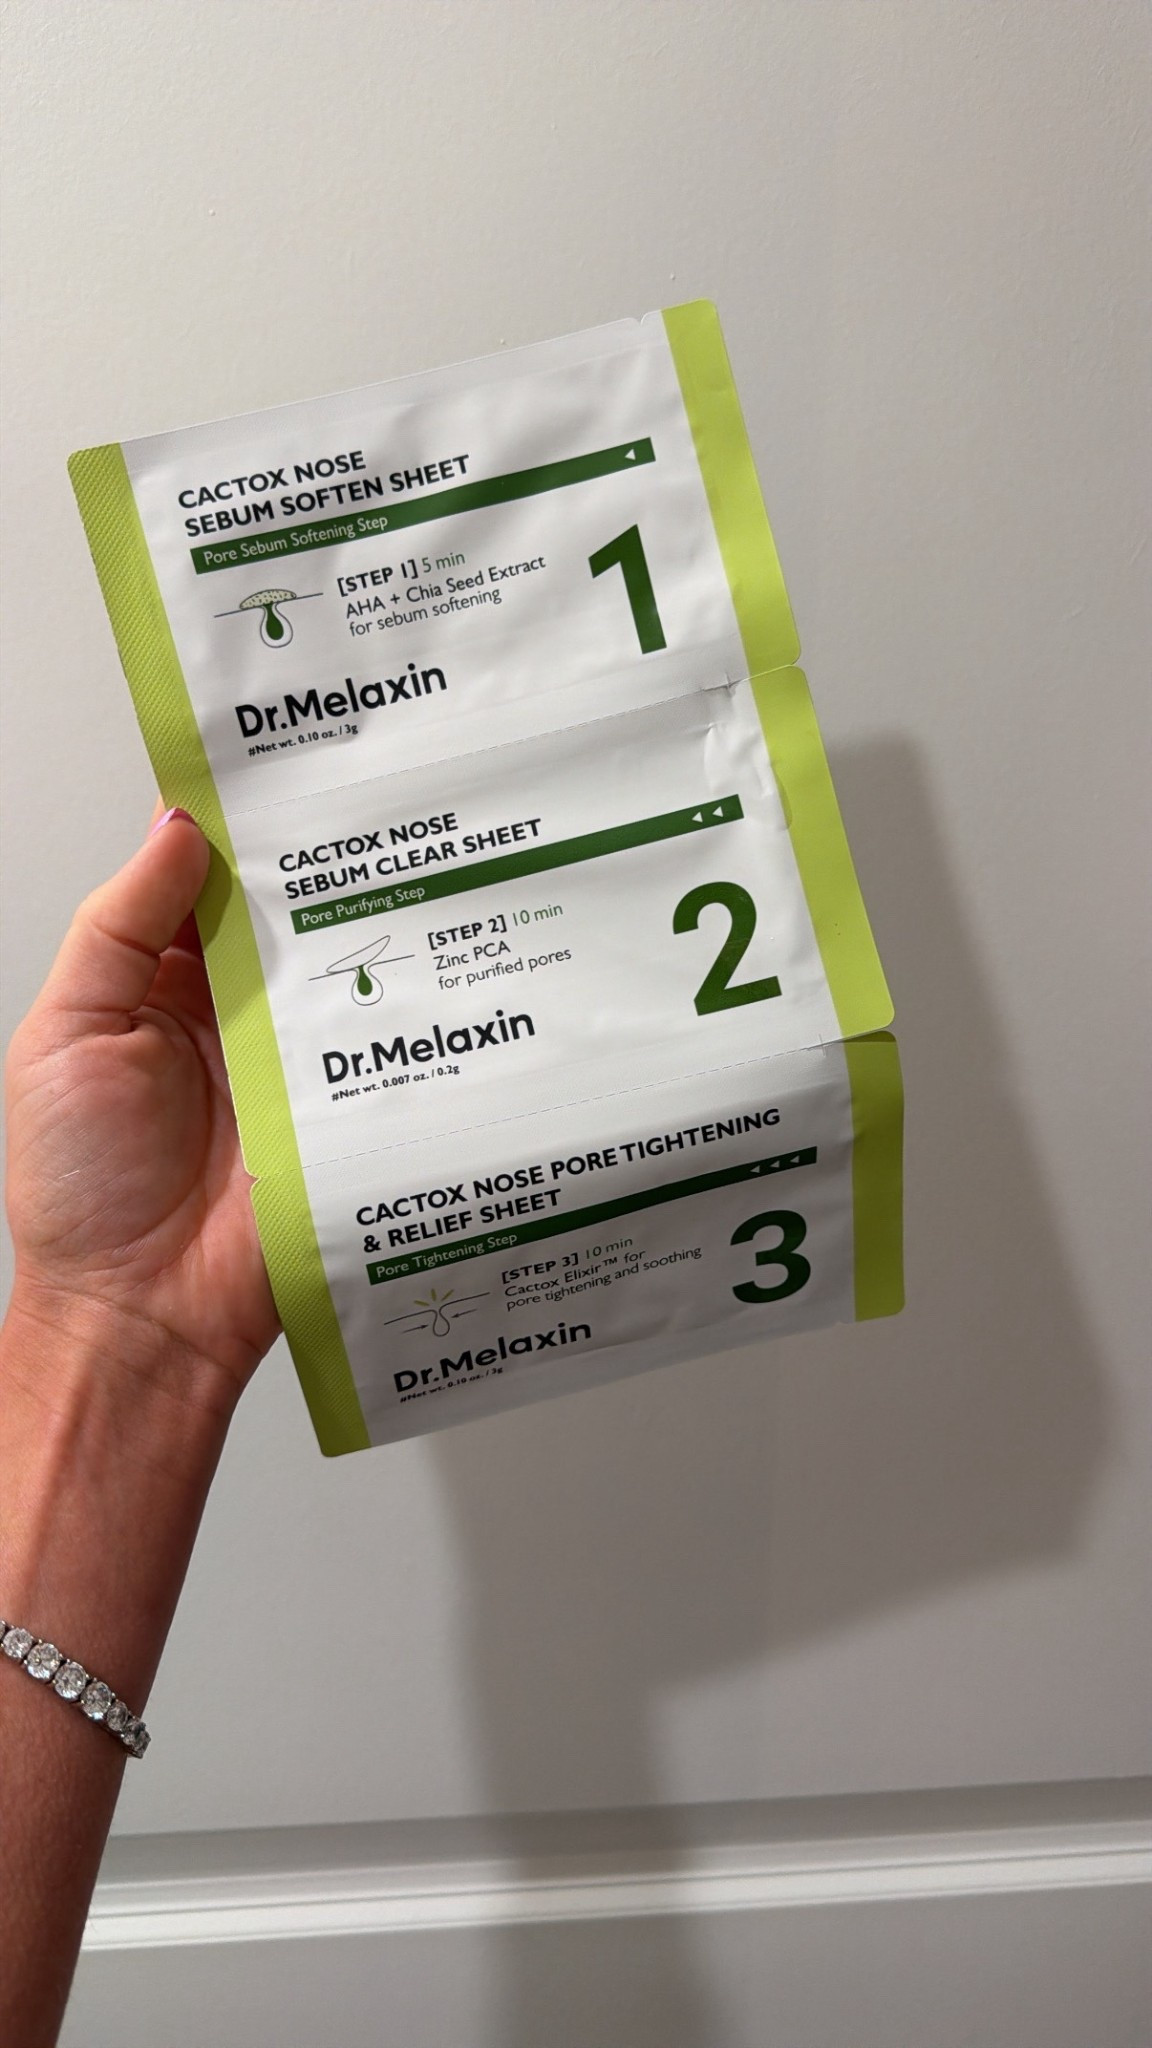 CACTOX NOSE
SEBUM SOFTEN SHEET
Pore Sebum Softening Step
[STEP 1] 5 min
AHA + Chia Seed Extract
for sebum softening
1
Dr.Melaxin
#Net wt. 0.10 oz. / 3g
CACTOX NOSE
SEBUM CLEAR SHEET
Pore Purifying Step
[STEP 2] 10 min
Zinc PCA
for purified pores
2
Dr.Melaxin
#Net wt. 0.007 oz. / 0.2g
CACTOX NOSE PORE TIGHTENING
& RELIEF SHEET
Pore Tightening Step
[STEP 3] 10 min
Cactox Elixir™ for
pore tightening and soothing
3
Dr.Melaxin
#Net wt. 0.10 oz. / 3g